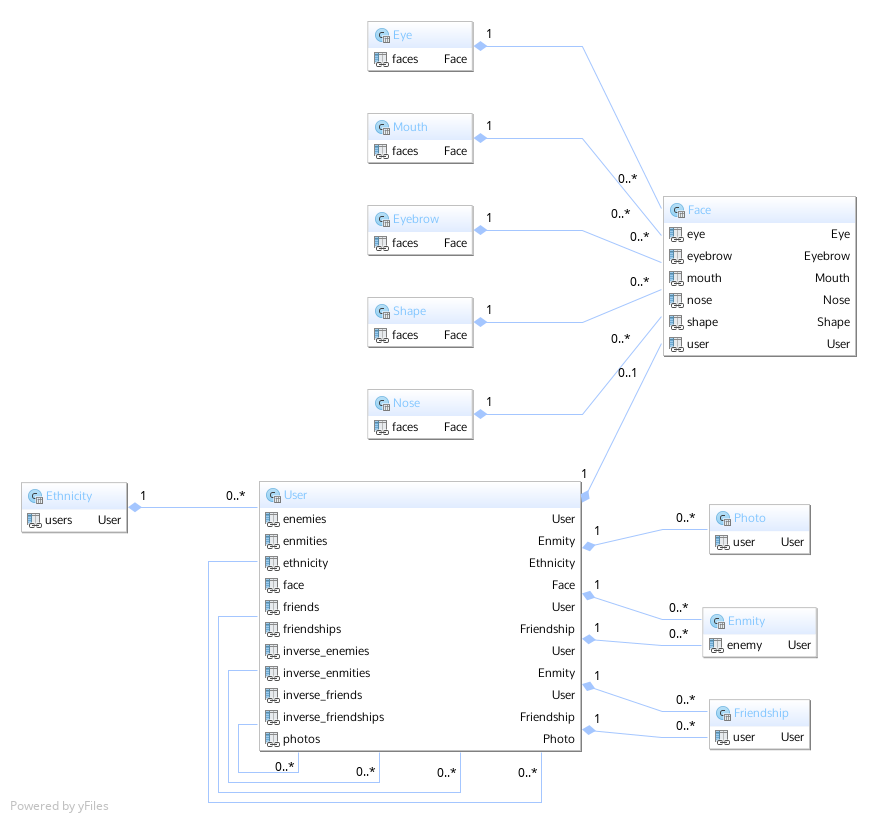 Eye
faces Face
1
Mouth
faces Face
1
Eyebrow
faces Face
1
Shape
faces Face
1
Nose
faces Face
1
0..*
0..*
0..*
0..*
0..*
0..1
Face
eye Eye
eyebrow Eyebrow
mouth Mouth
nose Nose
shape Shape
user User
1
Ethnicity
users User
1
0..*
User
enemies User
enmities Enmity
ethnicity Ethnicity
face Face
friends User
friendships Friendship
inverse_enemies User
inverse_enmities Enmity
inverse_friends User
inverse_friendships Friendship
photos Photo
1
0..*
Photo
user User
1
0..*
1
0..*
Enmity
enemy User
1
0..*
1
0..*
Friendship
user User
0..*
0..*
0..*
0..*
Powered by yFiles